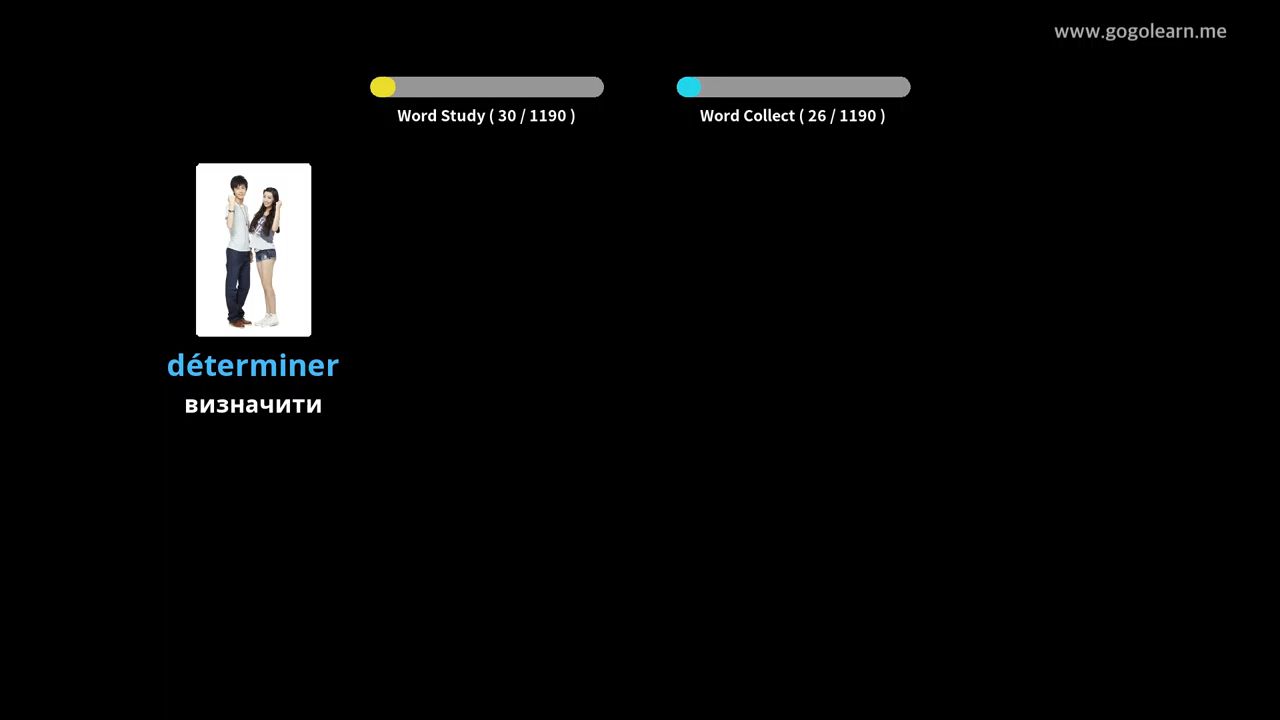 www.gogolearn.me
Word Study ( 30 / 1190 )
Word Collect ( 26 / 1190 )
déterminer
визначити